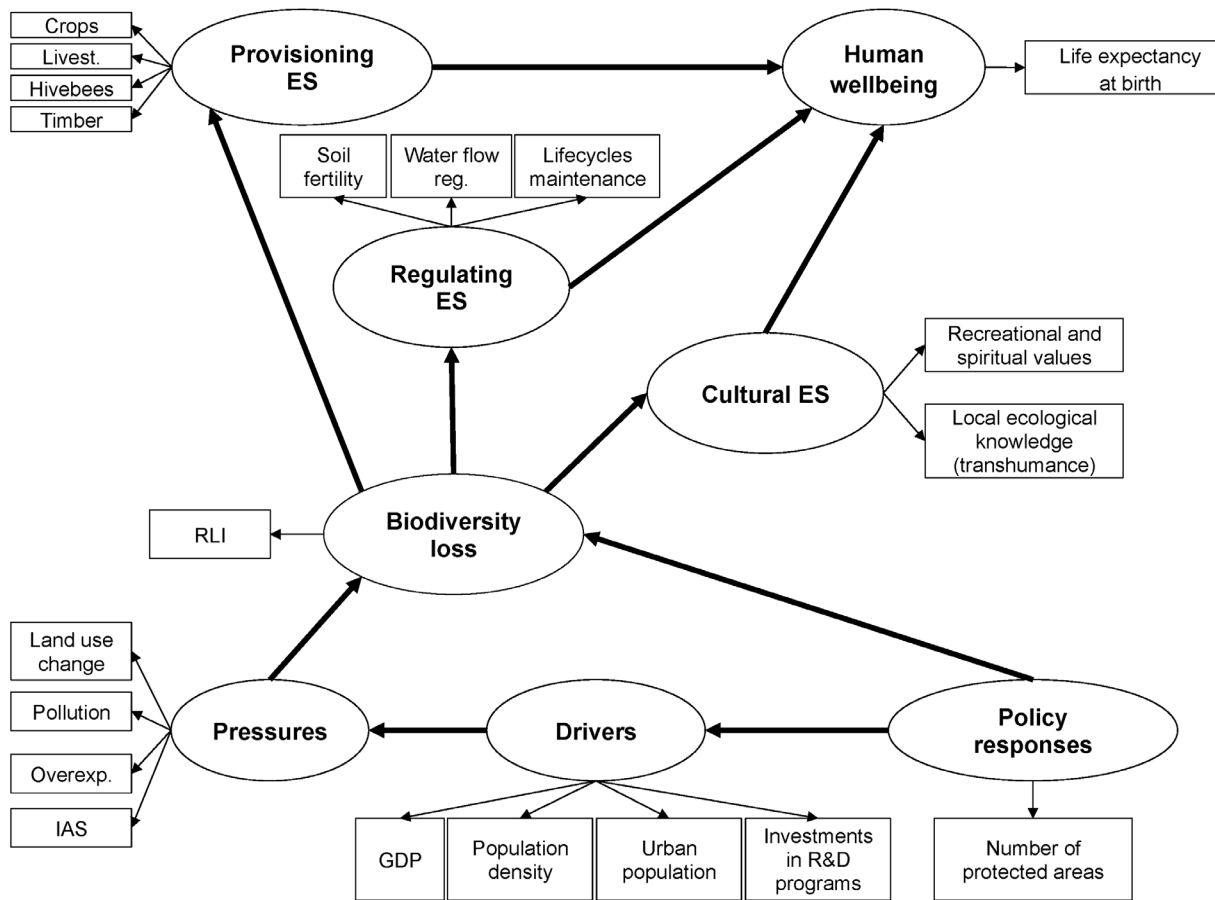 Crops
Livest.
Hivebees
Timber
Provisioning
ES
Human
wellbeing
Life expectancy
at birth
Soil
fertility
Water flow
reg.
Lifecycles
maintenance
Regulating
ES
Cultural ES
Recreational and
spiritual values
Local ecological
knowledge
(transhumance)
RLI
Biodiversity
loss
Land use
change
Pollution
Overexp.
IAS
Pressures
Drivers
Policy
responses
GDP
Population
density
Urban
population
Investments
in R&D
programs
Number of
protected areas